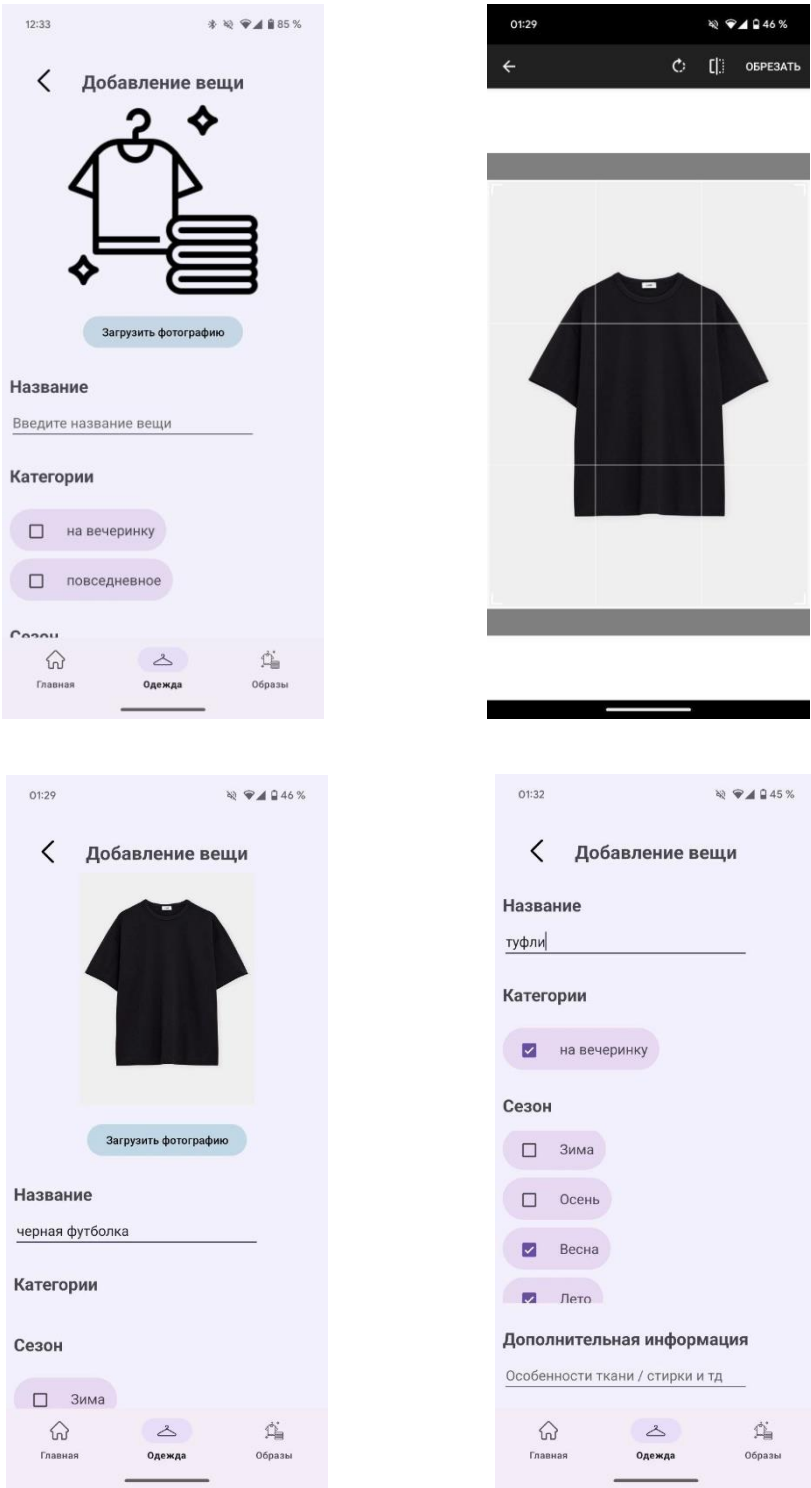 12:33
85 %
Добавление вещи
Загрузить фотографию
Название
Введите название вещи
Категории
на вечеринку
повседневное
Сезон
Главная
Одежда
Образы
01:29
46 %
ОБРЕЗАТЬ
01:29
46 %
Добавление вещи
Загрузить фотографию
Название
черная футболка
Категории
Сезон
Зима
Главная
Одежда
Образы
01:32
45 %
Добавление вещи
Название
туфли
Категории
на вечеринку
Сезон
Зима
Осень
Весна
Лето
Дополнительная информация
Особенности ткани / стирки и тд
Главная
Одежда
Образы